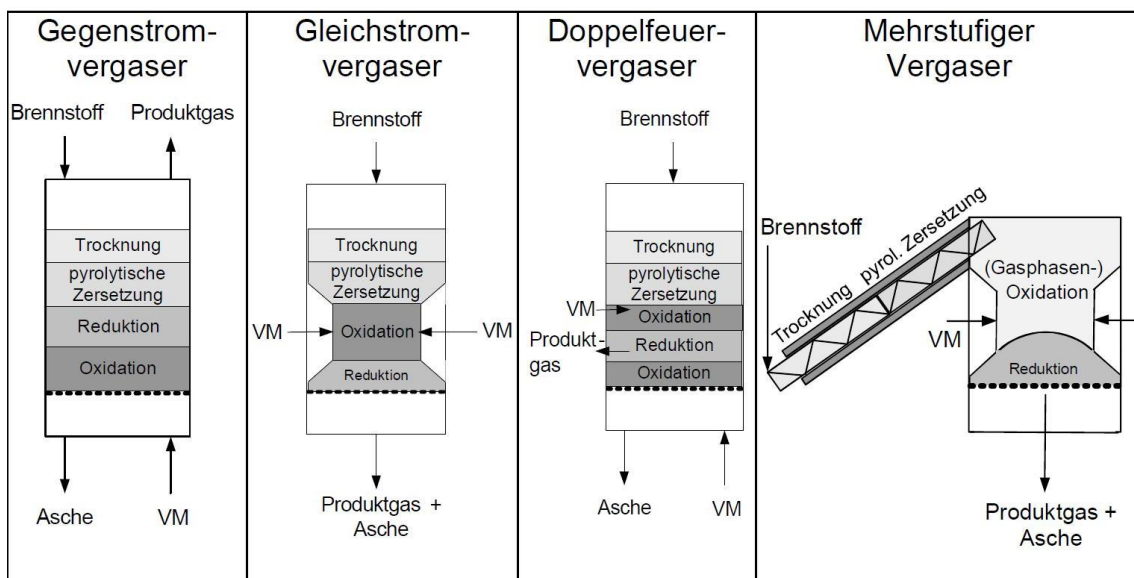 Gegenstrom-
vergaser
Brennstoff
Produktgas
Trocknung
pyrolytische
Zersetzung
Reduktion
Oxidation
Asche
VM
Gleichstrom-
vergaser
Brennstoff
Trocknung
pyrolytische
Zersetzung
VM
Oxidation
VM
Reduktion
Produktgas +
Asche
Doppelfeuer-
vergaser
Brennstoff
Trocknung
pyrolytische
Zersetzung
VM
Oxidation
Produkt-
gas
Reduktion
Oxidation
Asche
VM
Mehrstufiger
Vergaser
Brennstoff
Trocknung pyrol. Zersetzung
(Gasphasen-)
Oxidation
VM
Reduktion
Produktgas +
Asche